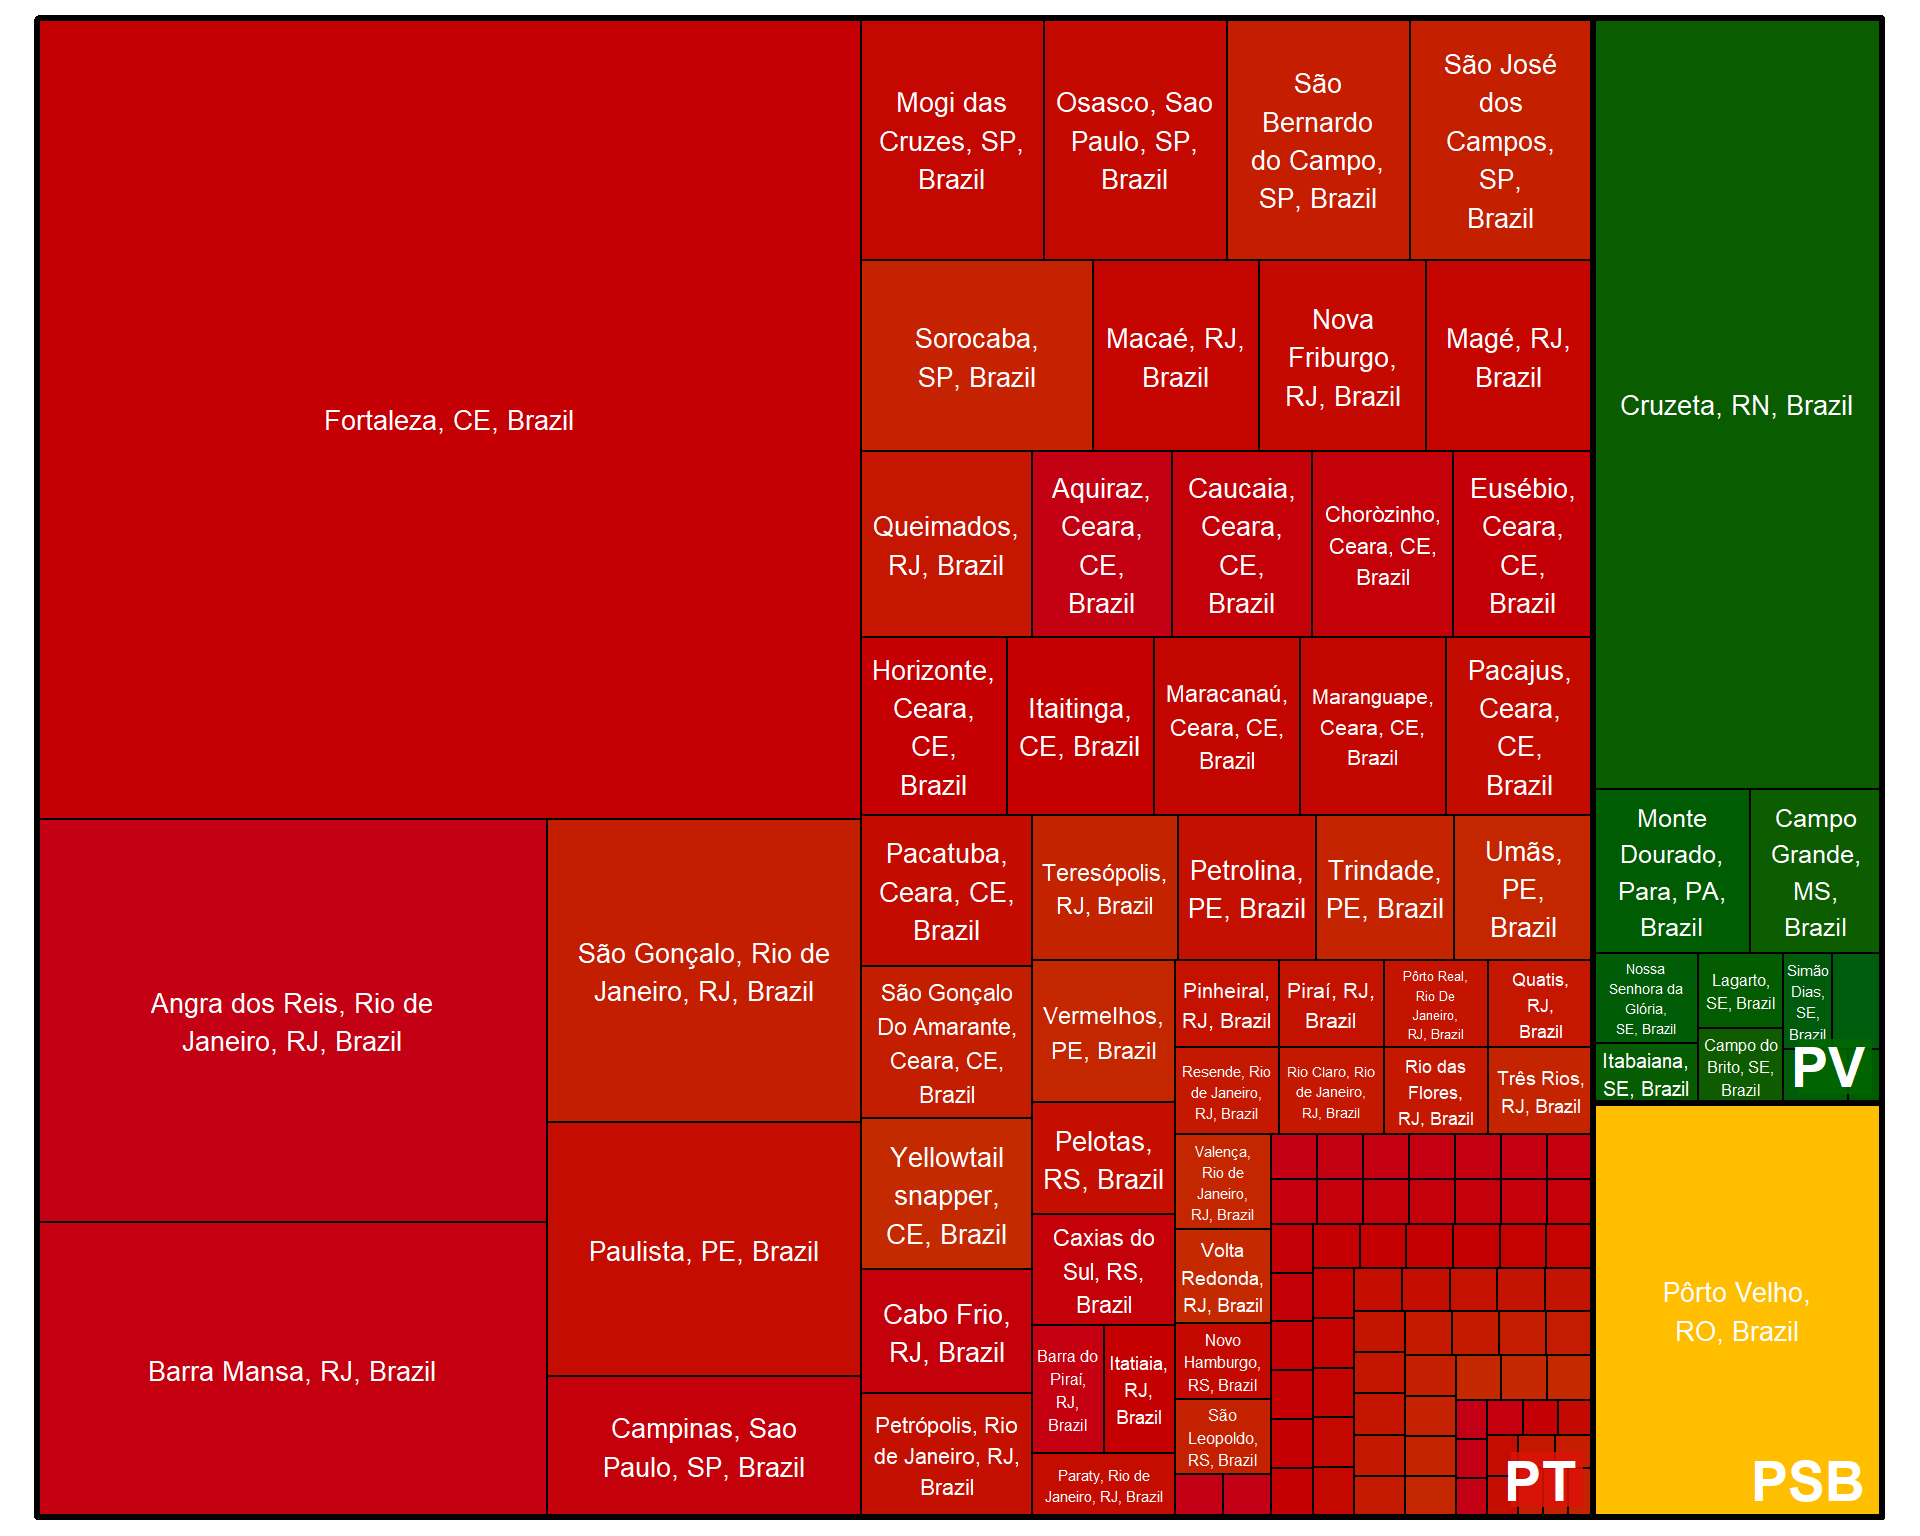 Fortaleza, CE, Brazil
Angra dos Reis, Rio de
Janeiro, RJ, Brazil
Barra Mansa, RJ, Brazil
São Gonçalo, Rio de
Janeiro, RJ, Brazil
Paulista, PE, Brazil
Campinas, Sao
Paulo, SP, Brazil
Mogi das
Cruzes, SP,
Brazil
Osasco, Sao
Paulo, SP,
Brazil
São
Bernardo
do Campo,
SP, Brazil
São José
dos
Campos,
SP,
Brazil
Sorocaba,
SP, Brazil
Macaé, RJ,
Brazil
Nova
Friburgo,
RJ, Brazil
Magé, RJ,
Brazil
Queimados,
RJ, Brazil
Aquiraz,
Ceara,
CE,
Brazil
Caucaia,
Ceara,
CE,
Brazil
Choròzinho,
Ceara, CE,
Brazil
Eusébio,
Ceara,
CE,
Brazil
Horizonte,
Ceara,
CE,
Brazil
Itaitinga,
CE, Brazil
Maracanaú,
Ceara, CE,
Brazil
Maranguape,
Ceara, CE,
Brazil
Pacajus,
Ceara,
CE,
Brazil
Pacatuba,
Ceara, CE,
Brazil
São Gonçalo
Do Amarante,
Ceara, CE,
Brazil
Yellowtail
snapper,
CE, Brazil
Cabo Frio,
RJ, Brazil
Petrópolis, Rio
de Janeiro, RJ,
Brazil
Teresópolis,
RJ, Brazil
Petrolina,
PE, Brazil
Trindade,
PE, Brazil
Umãs,
PE,
Brazil
Vermelhos,
PE, Brazil
Pelotas,
RS, Brazil
Caxias do
Sul, RS,
Brazil
Barra do
Piraí,
RJ,
Brazil
Itatiaia,
RJ,
Brazil
Paraty, Rio de
Janeiro, RJ, Brazil
Pinheiral,
RJ, Brazil
Piraí, RJ,
Brazil
Pôrto Real,
Rio De
Janeiro,
RJ, Brazil
Quatis,
RJ,
Brazil
Resende, Rio
de Janeiro,
RJ, Brazil
Rio Claro, Rio
de Janeiro,
RJ, Brazil
Rio das
Flores,
RJ, Brazil
Três Rios,
RJ, Brazil
Valença,
Rio de
Janeiro,
RJ, Brazil
Volta
Redonda,
RJ, Brazil
Novo
Hamburgo,
RS, Brazil
São
Leopoldo,
RS, Brazil
PT
Cruzeta, RN, Brazil
Monte
Dourado,
Para, PA,
Brazil
Campo
Grande,
MS,
Brazil
Nossa
Senhora da
Glória,
SE, Brazil
Itabaiana,
SE, Brazil
Lagarto,
SE, Brazil
Campo do
Brito, SE,
Brazil
Simão
Dias,
SE,
Brazil
PV
Pôrto Velho,
RO, Brazil
PSB